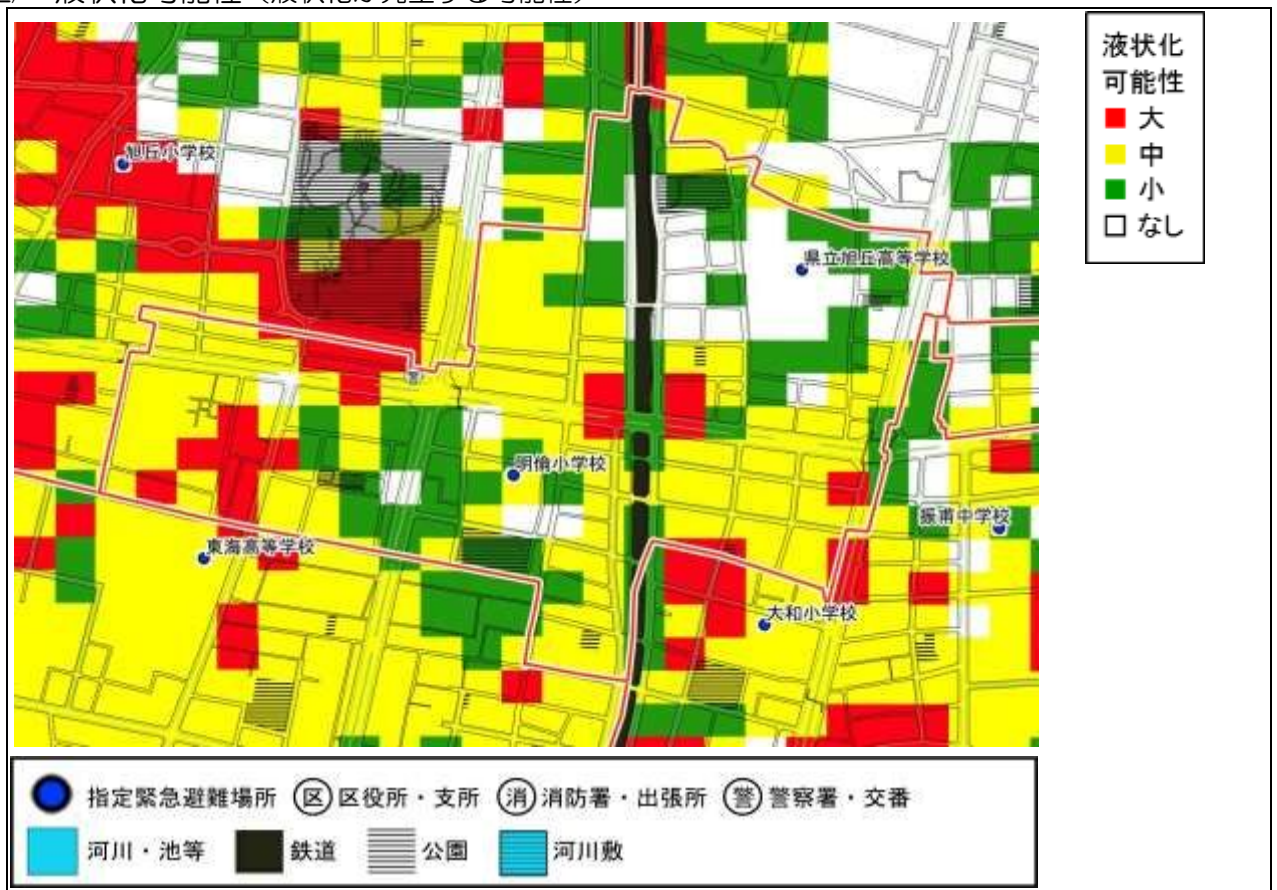 液状化可能性（液状化が発生する可能性）
液状化
可能性
大
中
小
なし
旭丘小学校
県立旭丘高等学校
警
明倫小学校
振甫中学校
東海高等学校
大和小学校
指定緊急避難場所 区 区役所・支所 消 消防署・出張所 警 警察署・交番
河川・池等 鉄道 公園 河川敷